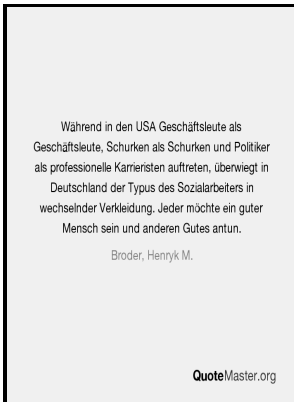 Während in den USA Geschäftsleute als
Geschäftsleute, Schurken als Schurken und Politiker
als professionelle Karrieristen auftreten, überwiegt in
Deutschland der Typus des Sozialarbeiters in
wechselnder Verkleidung. Jeder möchte ein guter
Mensch sein und anderen Gutes antun.
Broder, Henryk M.
QuoteMaster.org